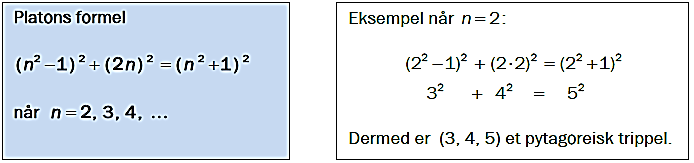 Platons formel
(n² − 1)² + (2n)² = (n² + 1)²
når n = 2, 3, 4, ...
Eksempel når n = 2:
(2² − 1)² + (2·2)² = (2² + 1)²
3² + 4² = 5²
Dermed er (3, 4, 5) et pytagoreisk trippel.